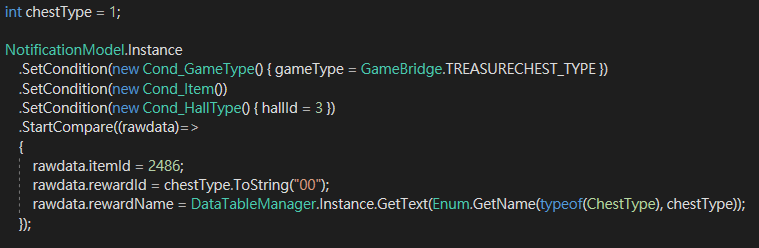 int chestType = 1;
NotificationModel.Instance
.SetCondition(new Cond_GameType() { gameType = GameBridge.TREASURECHEST_TYPE })
.SetCondition(new Cond_Item())
.SetCondition(new Cond_HallType() { hallId = 3 })
.StartCompare((rawdata)=>
{
rawdata.itemId = 2486;
rawdata.rewardId = chestType.ToString("00");
rawdata.rewardName = DataTableManager.Instance.GetText(Enum.GetName(typeof(ChestType), chestType));
});